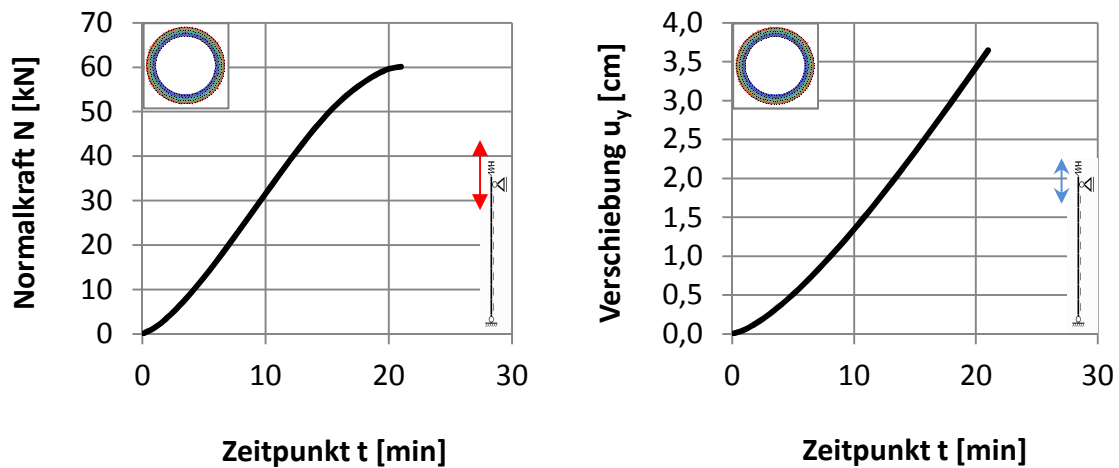 Normalkraft N [kN]
70
60
50
40
30
20
10
0
0 10 20 30
Zeitpunkt t [min]
Verschiebung u_y [cm]
4,0
3,5
3,0
2,5
2,0
1,5
1,0
0,5
0,0
0 10 20 30
Zeitpunkt t [min]